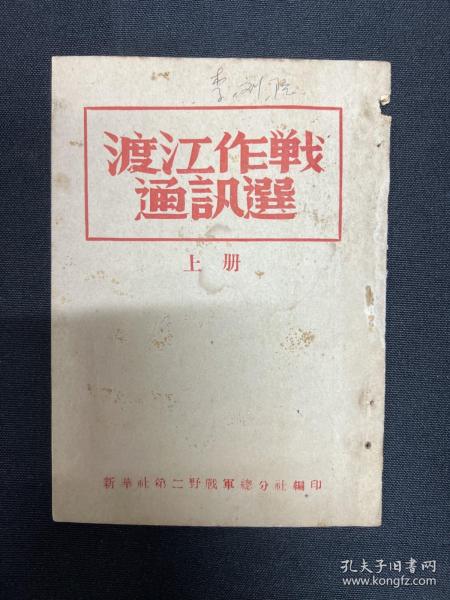 渡江作戦
通訊選
上册
新華社第二野戰軍總分社編印
孔夫子旧书网
www.kongfz.com